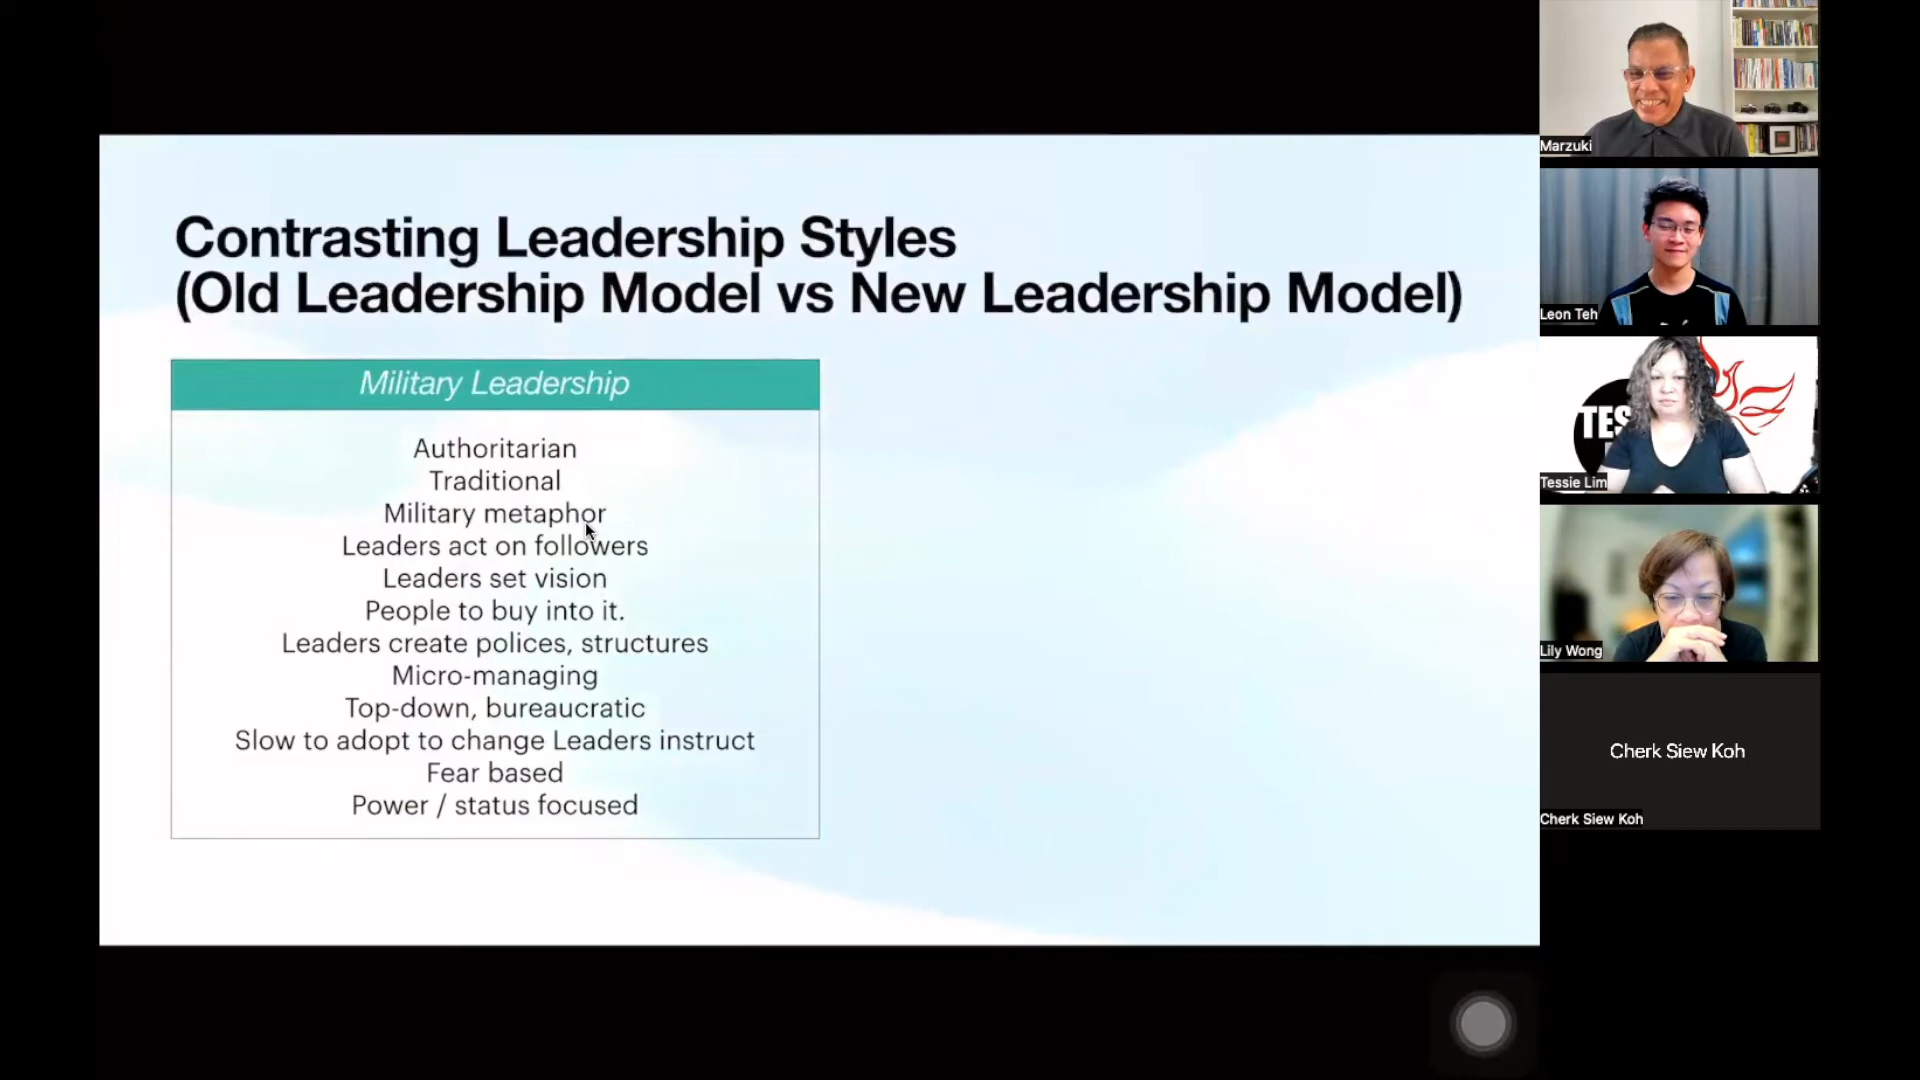 Contrasting Leadership Styles
(Old Leadership Model vs New Leadership Model)
Military Leadership
Authoritarian
Traditional
Military metaphor
Leaders act on followers
Leaders set vision
People to buy into it.
Leaders create polices, structures
Micro-managing
Top-down, bureaucratic
Slow to adopt to change Leaders instruct
Fear based
Power / status focused
Marzuki
Leon Teh
TES
Tessie Lim
Lily Wong
Cherk Siew Koh
Cherk Siew Koh